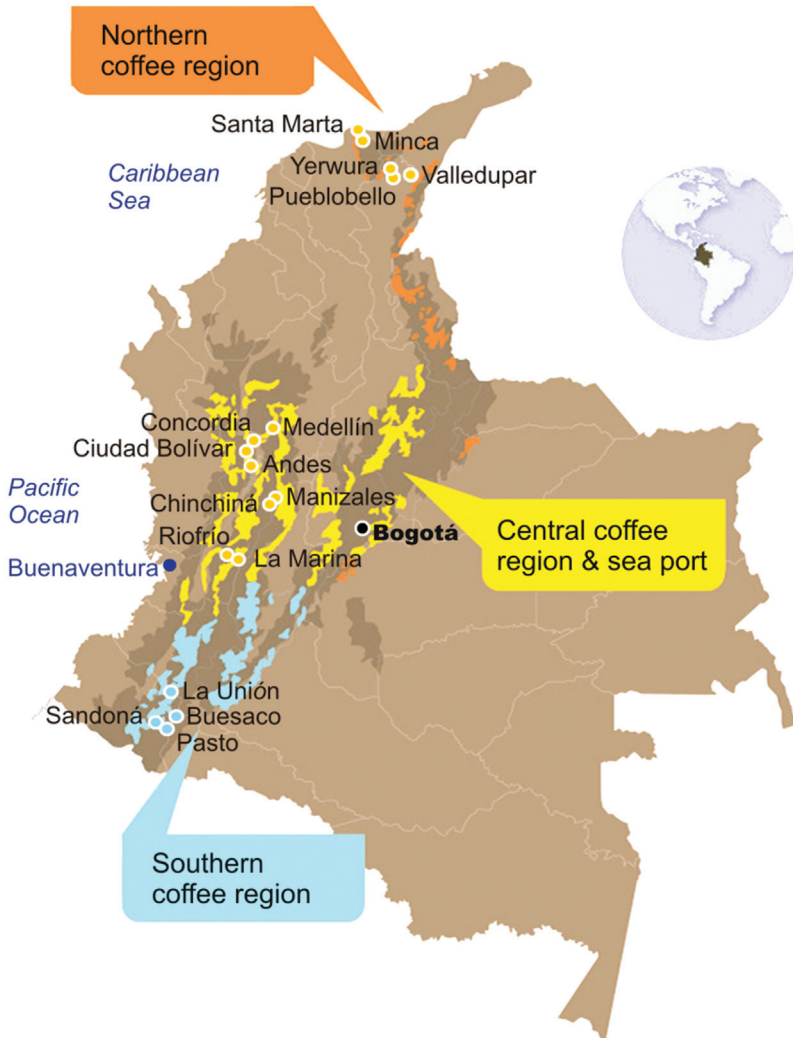 Northern
coffee region
Santa Marta
Minca
Yerwura
Valledupar
Pueblobello
Caribbean
Sea
Concordia
Medellín
Ciudad Bolívar
Andes
Pacific
Ocean
Chinchiná
Manizales
Riofrío
Bogotá
Central coffee
region & sea port
La Marina
Buenaventura
La Unión
Sandoná
Buesaco
Pasto
Southern
coffee region